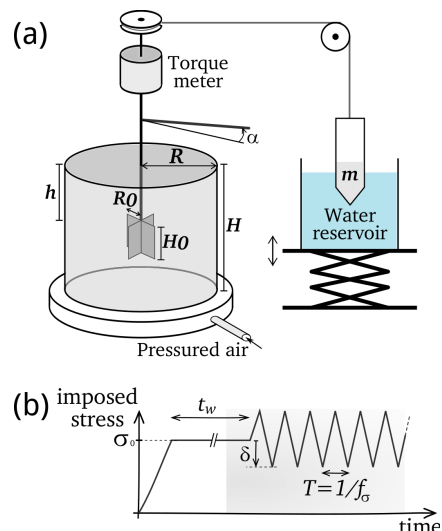 (a)
Torque
meter
α
R
h
R0
H
H0
m
Water
reservoir
Pressured air
(b)
imposed
stress
t_w
σ₀
δ
T=1/f_σ
time